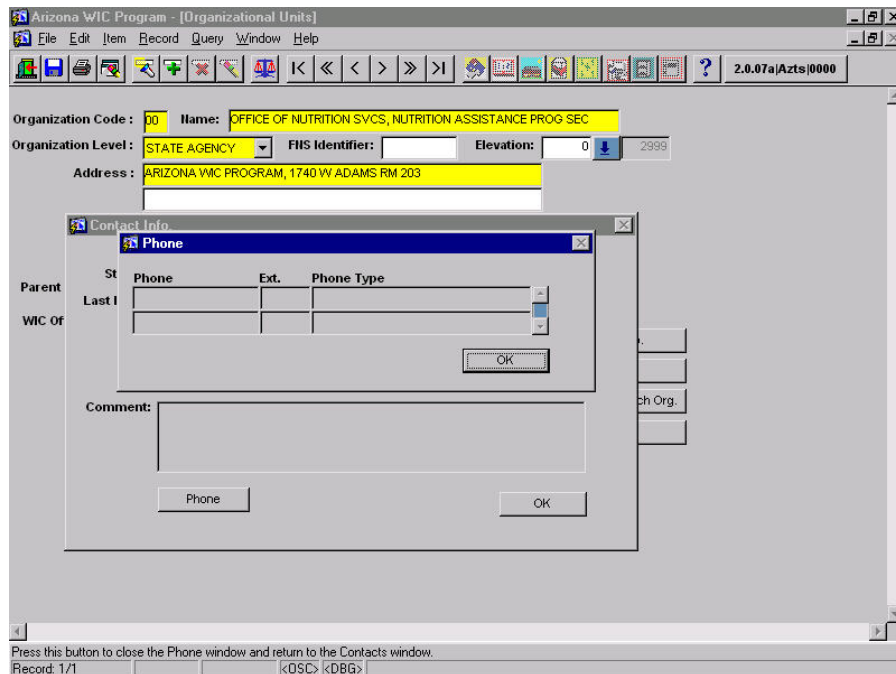 Arizona WIC Program - [Organizational Units]
File Edit Item Record Query Window Help
? 2.0.07a|Azts|0000
Organization Code : 00 Name: OFFICE OF NUTRITION SVCS, NUTRITION ASSISTANCE PROG SEC
Organization Level : STATE AGENCY FNS Identifier: Elevation: 0 2999
Address : ARIZONA WIC PROGRAM, 1740 W ADAMS RM 203
Contact Info.
Phone
St
Phone Ext. Phone Type
Parent
Last
WIC Of
OK
ch Org.
Comment:
Phone
OK
Press this button to close the Phone window and return to the Contacts window.
Record: 1/1 <OSC> <DBG>